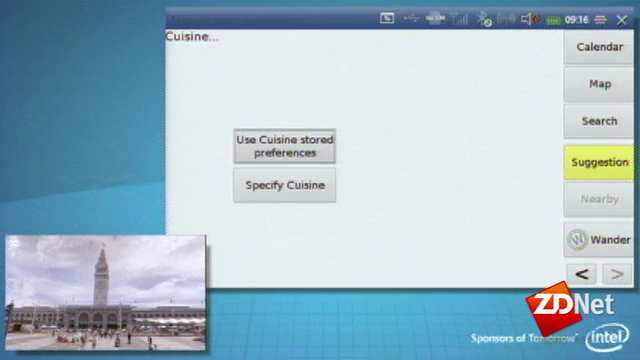 09:16
Cuisine...
Calendar
Map
Search
Use Cuisine stored
preferences
Suggestion
Specify Cuisine
Nearby
Wander
<
>
ZDNet
Sponsors of Tomorrow™
intel